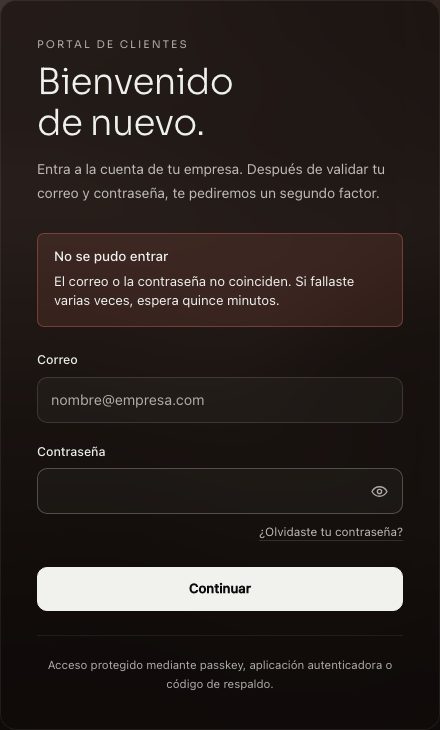 PORTAL DE CLIENTES
Bienvenido
de nuevo.
Entra a la cuenta de tu empresa. Después de validar tu
correo y contraseña, te pediremos un segundo factor.
No se pudo entrar
El correo o la contraseña no coinciden. Si fallaste
varias veces, espera quince minutos.
Correo
nombre@empresa.com
Contraseña
¿Olvidaste tu contraseña?
Continuar
Acceso protegido mediante passkey, aplicación autenticadora o
código de respaldo.